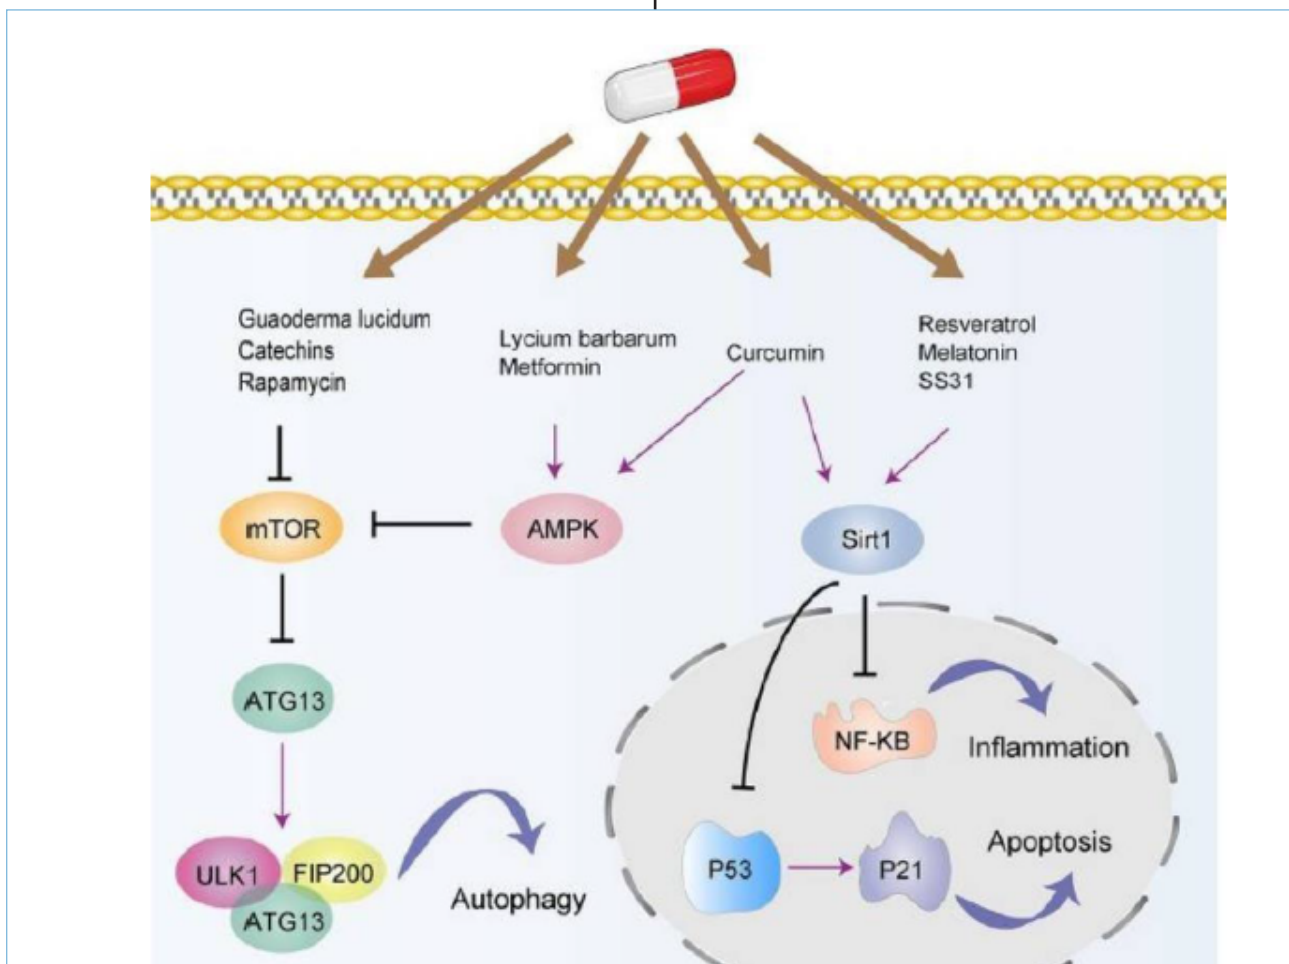 Guaoderma lucidum
Catechins
Rapamycin
Lycium barbarum
Metformin
Curcumin
Resveratrol
Melatonin
SS31
mTOR
AMPK
Sirt1
ATG13
NF-KB
Inflammation
ULK1
FIP200
ATG13
Autophagy
P53
P21
Apoptosis